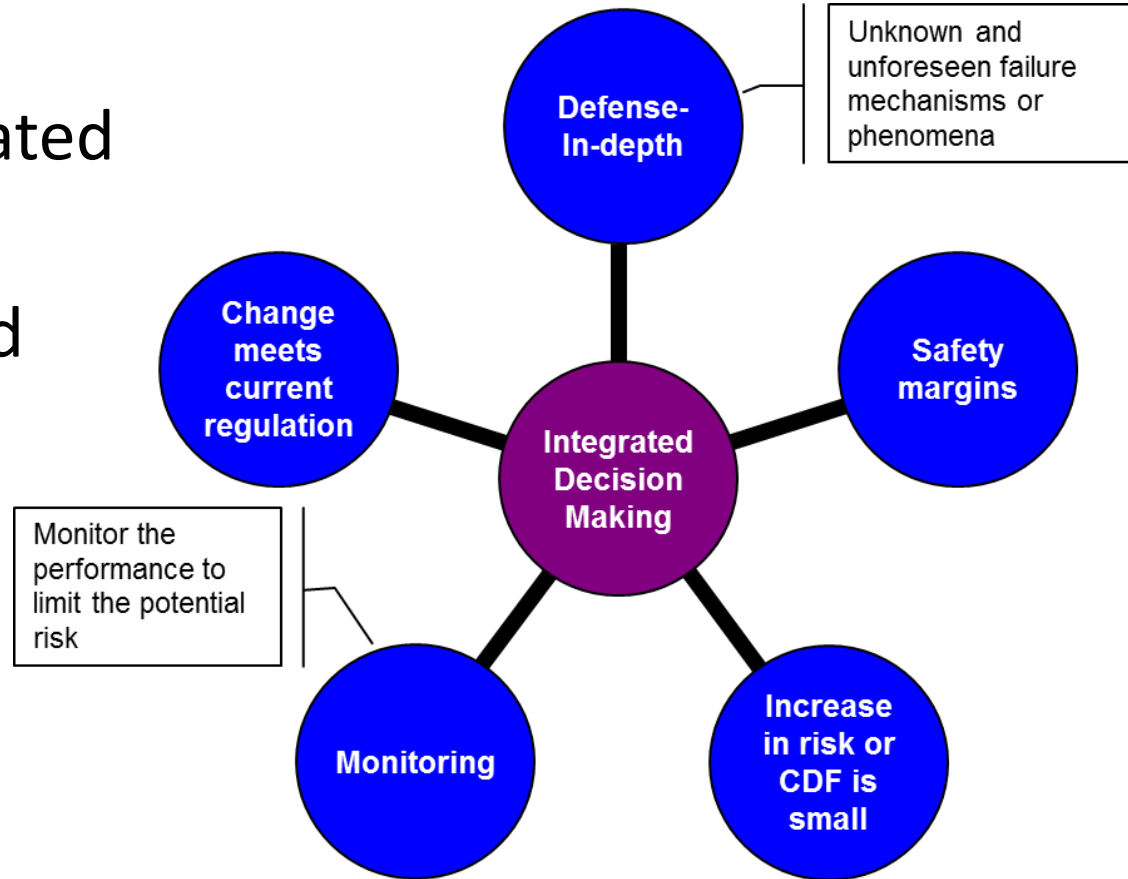 ated
d
Defense-
In-depth
Unknown and
unforeseen failure
mechanisms or
phenomena
Change
meets
current
regulation
Safety
margins
Integrated
Decision
Making
Monitor the
performance to
limit the potential
risk
Monitoring
Increase
in risk or
CDF is
small